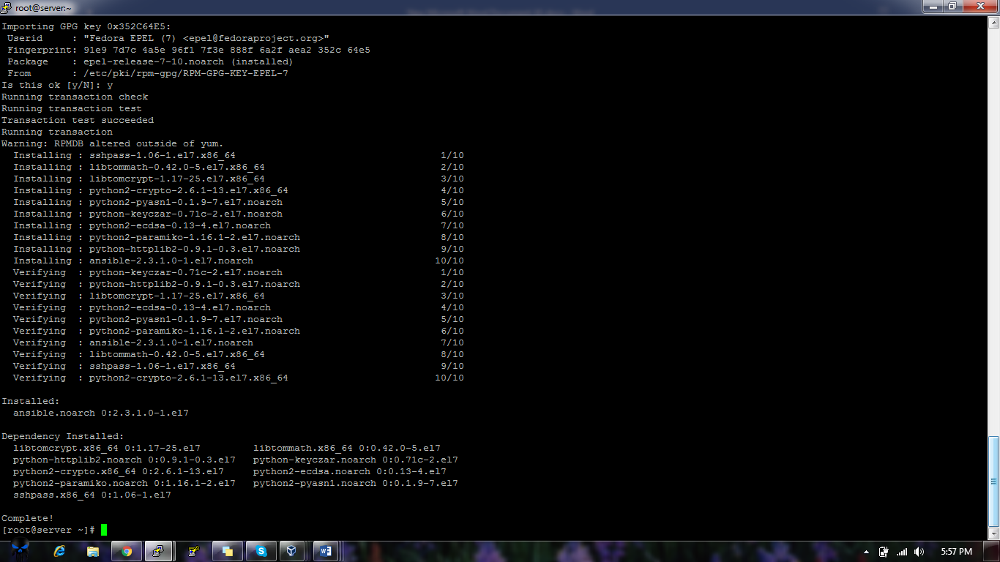 root@server:~
Importing GPG key 0x352C64E5:
 Userid     : "Fedora EPEL (7) <epel@fedoraproject.org>"
 Fingerprint: 91e9 7d7c 4a5e 96f1 7f3e 888f 6a2f aea2 352c 64e5
 Package    : epel-release-7-10.noarch (installed)
 From       : /etc/pki/rpm-gpg/RPM-GPG-KEY-EPEL-7
Is this ok [y/N]: y
Running transaction check
Running transaction test
Transaction test succeeded
Running transaction
Warning: RPMDB altered outside of yum.
  Installing : sshpass-1.06-1.el7.x86_64                                   1/10
  Installing : libtommath-0.42.0-5.el7.x86_64                              2/10
  Installing : libtomcrypt-1.17-25.el7.x86_64                              3/10
  Installing : python2-crypto-2.6.1-13.el7.x86_64                          4/10
  Installing : python2-pyasn1-0.1.9-7.el7.noarch                           5/10
  Installing : python-keyczar-0.71c-2.el7.noarch                           6/10
  Installing : python2-ecdsa-0.13-4.el7.noarch                             7/10
  Installing : python2-paramiko-1.16.1-2.el7.noarch                        8/10
  Installing : python-httplib2-0.9.1-0.3.el7.noarch                        9/10
  Installing : ansible-2.3.1.0-1.el7.noarch                               10/10
  Verifying  : python-keyczar-0.71c-2.el7.noarch                           1/10
  Verifying  : python-httplib2-0.9.1-0.3.el7.noarch                        2/10
  Verifying  : libtomcrypt-1.17-25.el7.x86_64                              3/10
  Verifying  : python2-ecdsa-0.13-4.el7.noarch                             4/10
  Verifying  : python2-pyasn1-0.1.9-7.el7.noarch                           5/10
  Verifying  : python2-paramiko-1.16.1-2.el7.noarch                        6/10
  Verifying  : ansible-2.3.1.0-1.el7.noarch                                7/10
  Verifying  : libtommath-0.42.0-5.el7.x86_64                              8/10
  Verifying  : sshpass-1.06-1.el7.x86_64                                   9/10
  Verifying  : python2-crypto-2.6.1-13.el7.x86_64                         10/10

Installed:
  ansible.noarch 0:2.3.1.0-1.el7

Dependency Installed:
  libtomcrypt.x86_64 0:1.17-25.el7         libtommath.x86_64 0:0.42.0-5.el7
  python-httplib2.noarch 0:0.9.1-0.3.el7   python-keyczar.noarch 0:0.71c-2.el7
  python2-crypto.x86_64 0:2.6.1-13.el7     python2-ecdsa.noarch 0:0.13-4.el7
  python2-paramiko.noarch 0:1.16.1-2.el7   python2-pyasn1.noarch 0:0.1.9-7.el7
  sshpass.x86_64 0:1.06-1.el7

Complete!
[root@server ~]#
5:57 PM